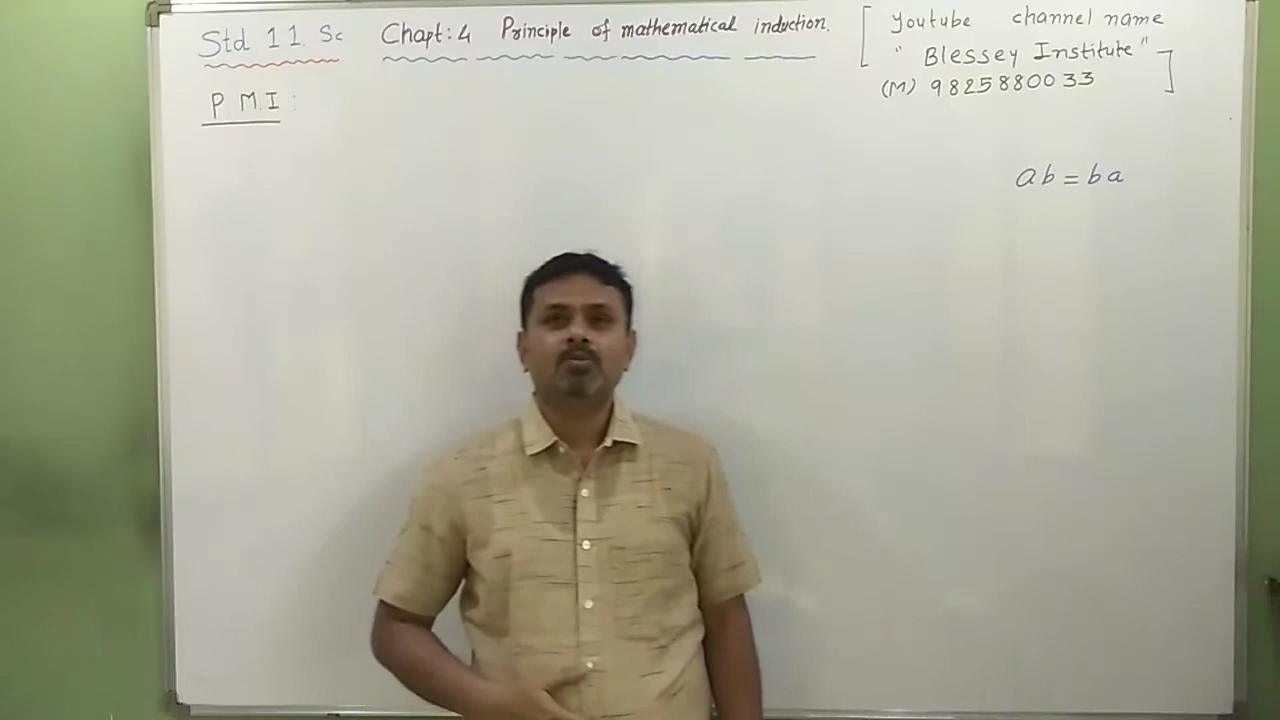 Std 11. Sc Chapt: 4 Principle of mathematical induction.
P. M. I :
[ Youtube channel name
" Blessey Institute"
(M) 9825880033 ]
ab = ba